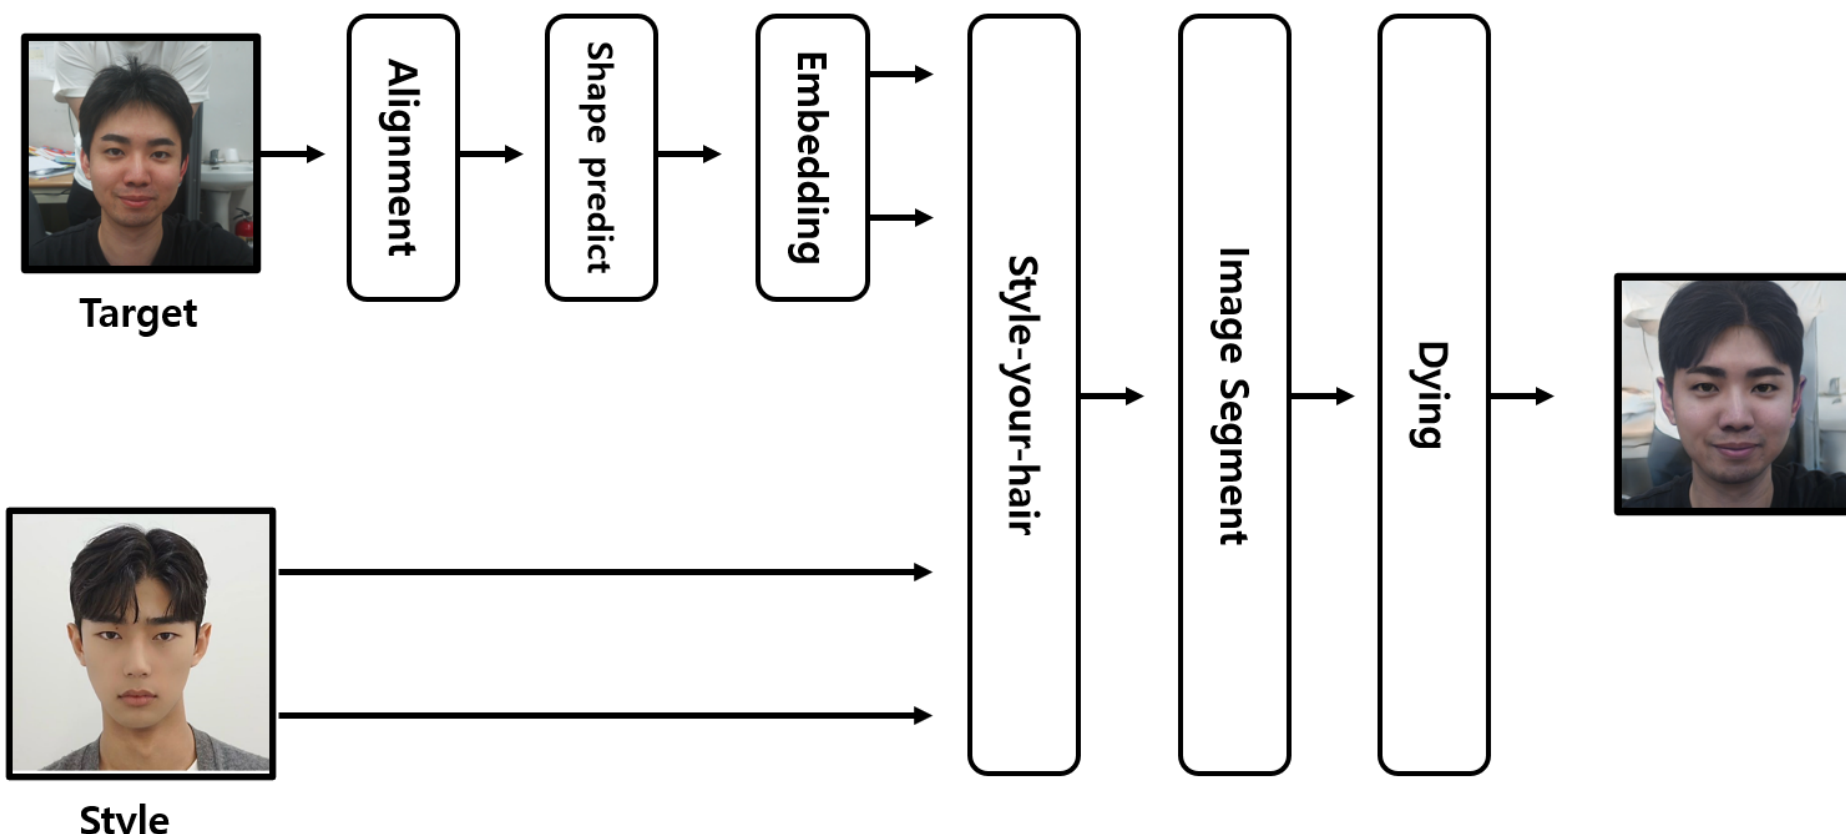 Target
Alignment
Shape predict
Embedding
Style-your-hair
Image Segment
Dying
Style